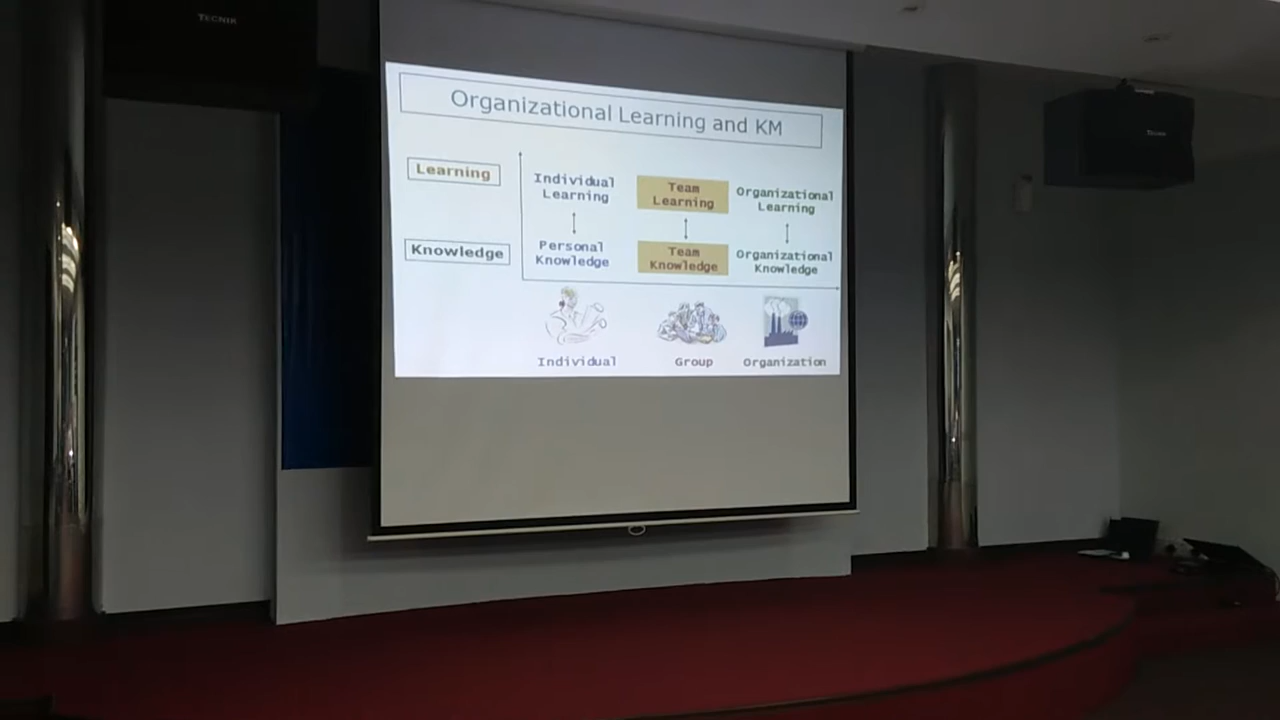 TECNIK
Organizational Learning and KM
Learning
Individual
Learning
Team
Learning
Organizational
Learning
Knowledge
Personal
Knowledge
Team
Knowledge
Organizational
Knowledge
Individual
Group
Organization